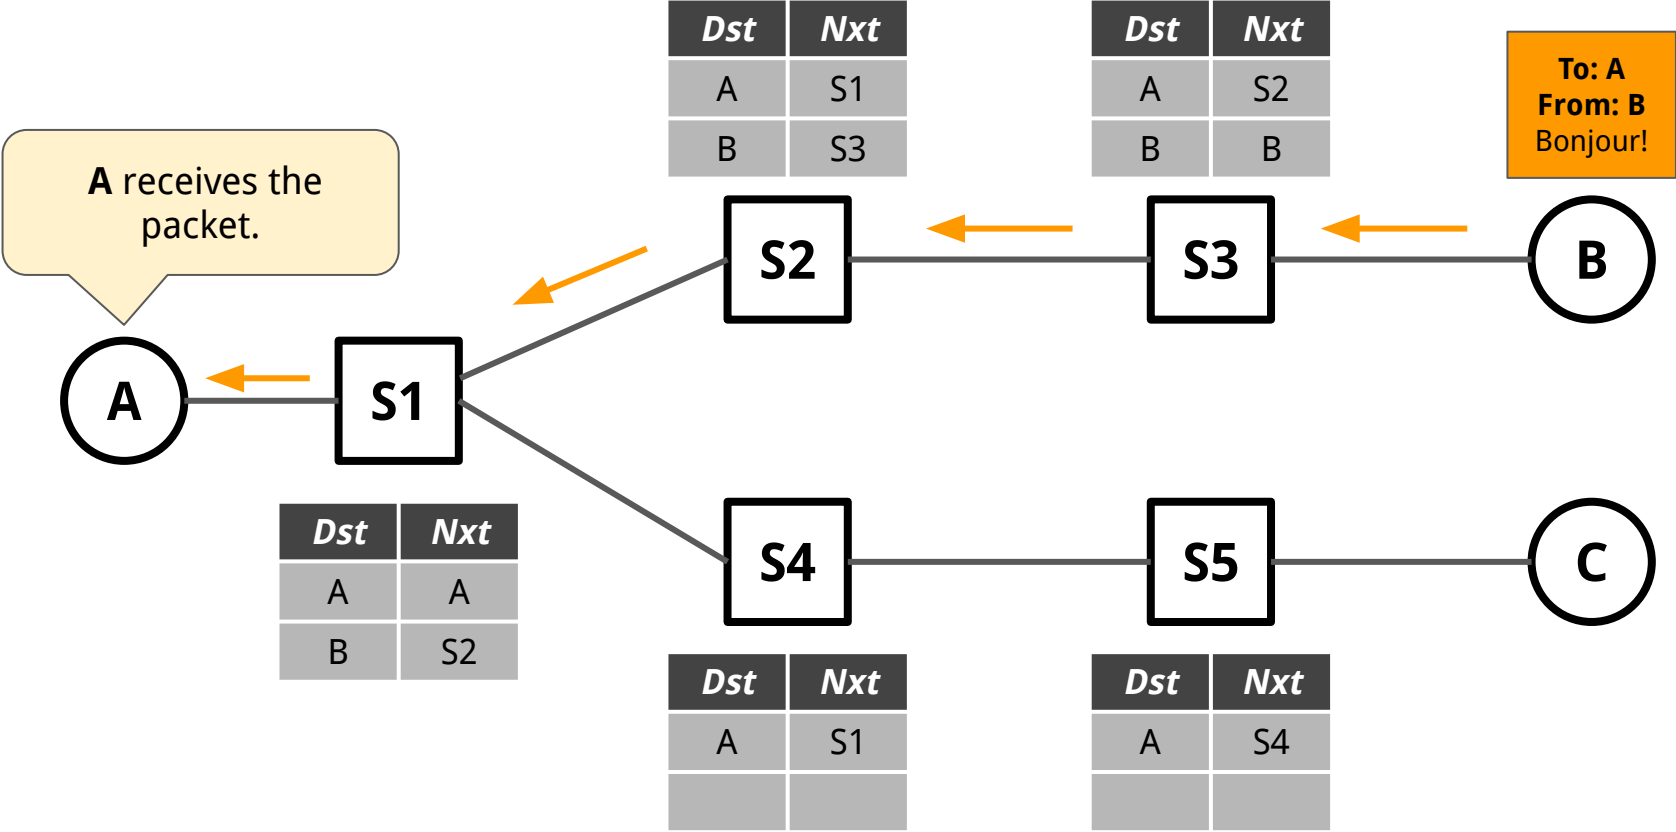 Dst Nxt
A S1
B S3
Dst Nxt
A S2
B B
To: A
From: B
Bonjour!
A receives the
packet.
S2
S3
B
A
S1
Dst Nxt
A A
B S2
S4
S5
C
Dst Nxt
A S1
Dst Nxt
A S4